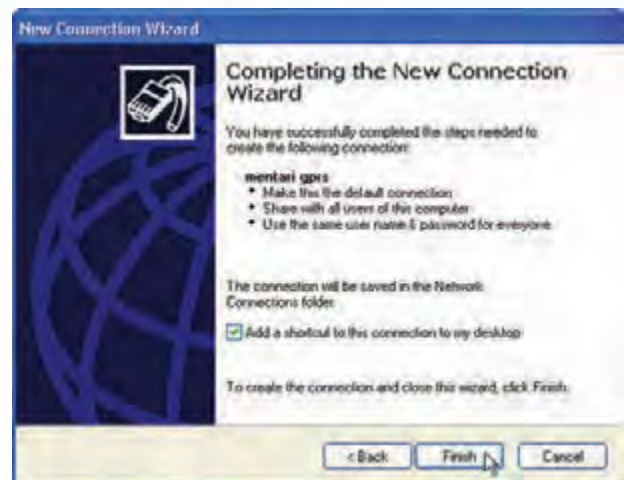 New Connection Wizard
Completing the New Connection
Wizard
You have successfully completed the steps needed to
create the following connection:
mentari gprs
• Make this the default connection
• Share with all users of this computer
• Use the same user name & password for everyone
The connection will be saved in the Network
Connections folder.
Add a shortcut to this connection to my desktop
To create the connection and close this wizard, click Finish.
< Back
Finish
Cancel